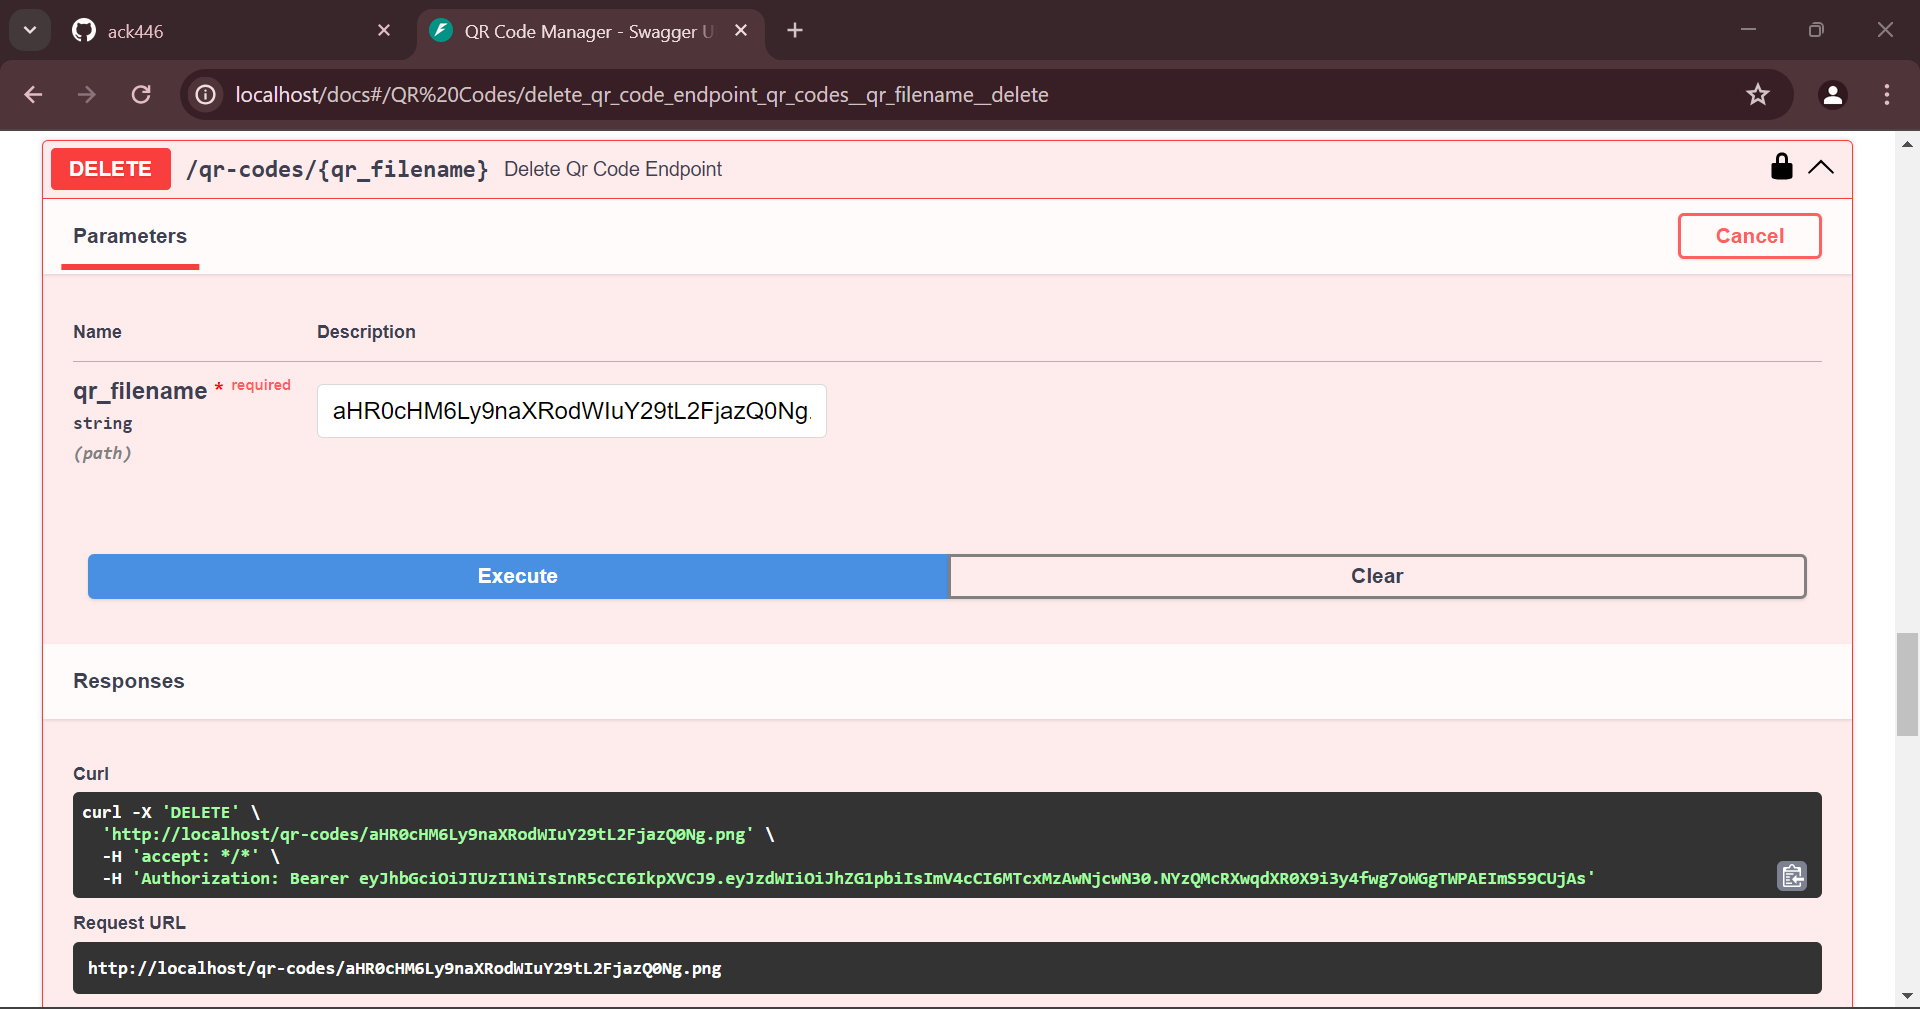 ack446
QR Code Manager - Swagger U
localhost/docs#/QR%20Codes/delete_qr_code_endpoint_qr_codes__qr_filename__delete
DELETE /qr-codes/{qr_filename} Delete Qr Code Endpoint
Parameters
Cancel
Name Description
qr_filename * required
string
(path)
aHR0cHM6Ly9naXRodWIuY29tL2FjazQ0Ng.
Execute
Clear
Responses
Curl
curl -X 'DELETE' \
'http://localhost/qr-codes/aHR0cHM6Ly9naXRodWIuY29tL2FjazQ0Ng.png' \
-H 'accept: */*' \
-H 'Authorization: Bearer eyJhbGciOiJIUzI1NiIsInR5cCI6IkpXVCJ9.eyJzdWIiOiJhZG1pbiIsImV4cCI6MTcxMzAwNjcwN30.NYzQMcRXwqdXR0X9i3y4fwg7oWGgTWPAEImS59CUjAs'
Request URL
http://localhost/qr-codes/aHR0cHM6Ly9naXRodWIuY29tL2FjazQ0Ng.png